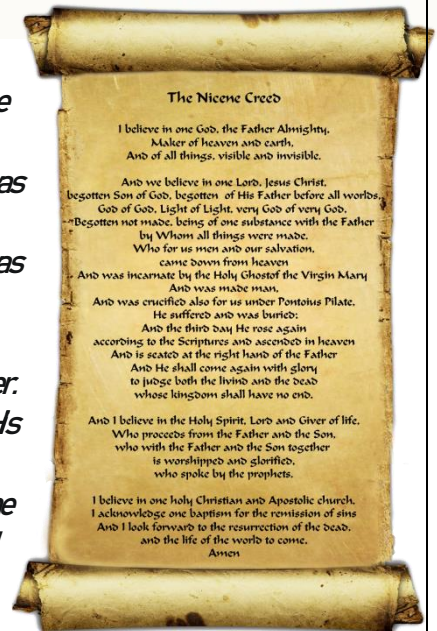 The Nicene Creed
I believe in one God, the Father Almighty,
Maker of heaven and earth,
And of all things, visible and invisible.
And we believe in one Lord, Jesus Christ,
begotten Son of God, begotten of His Father before all worlds,
God of God, Light of Light, very God of very God,
Begotten not made, being of one substance with the Father
by Whom all things were made.
Who for us men and our salvation,
came down from heaven
And was incarnate by the Holy Ghostof the Virgin Mary
And was made man,
And was crucified also for us under Pontoius Pilate.
He suffered and was buried:
And the third day He rose again
according to the Scriptures and ascended in heaven
And is seated at the right hand of the Father
And He shall come again with glory
to judge both the livind and the dead
whose kingdom shall have no end.
And I believe in the Holy Spirit, Lord and Giver of life,
Who proceeds from the Father and the Son,
who with the Father and the Son together
is worshipped and glorified,
who spoke by the prophets.
I believe in one holy Christian and Apostolic church.
I acknowledge one baptism for the remission of sins
And I look forward to the resurrection of the dead,
and the life of the world to come.
Amen